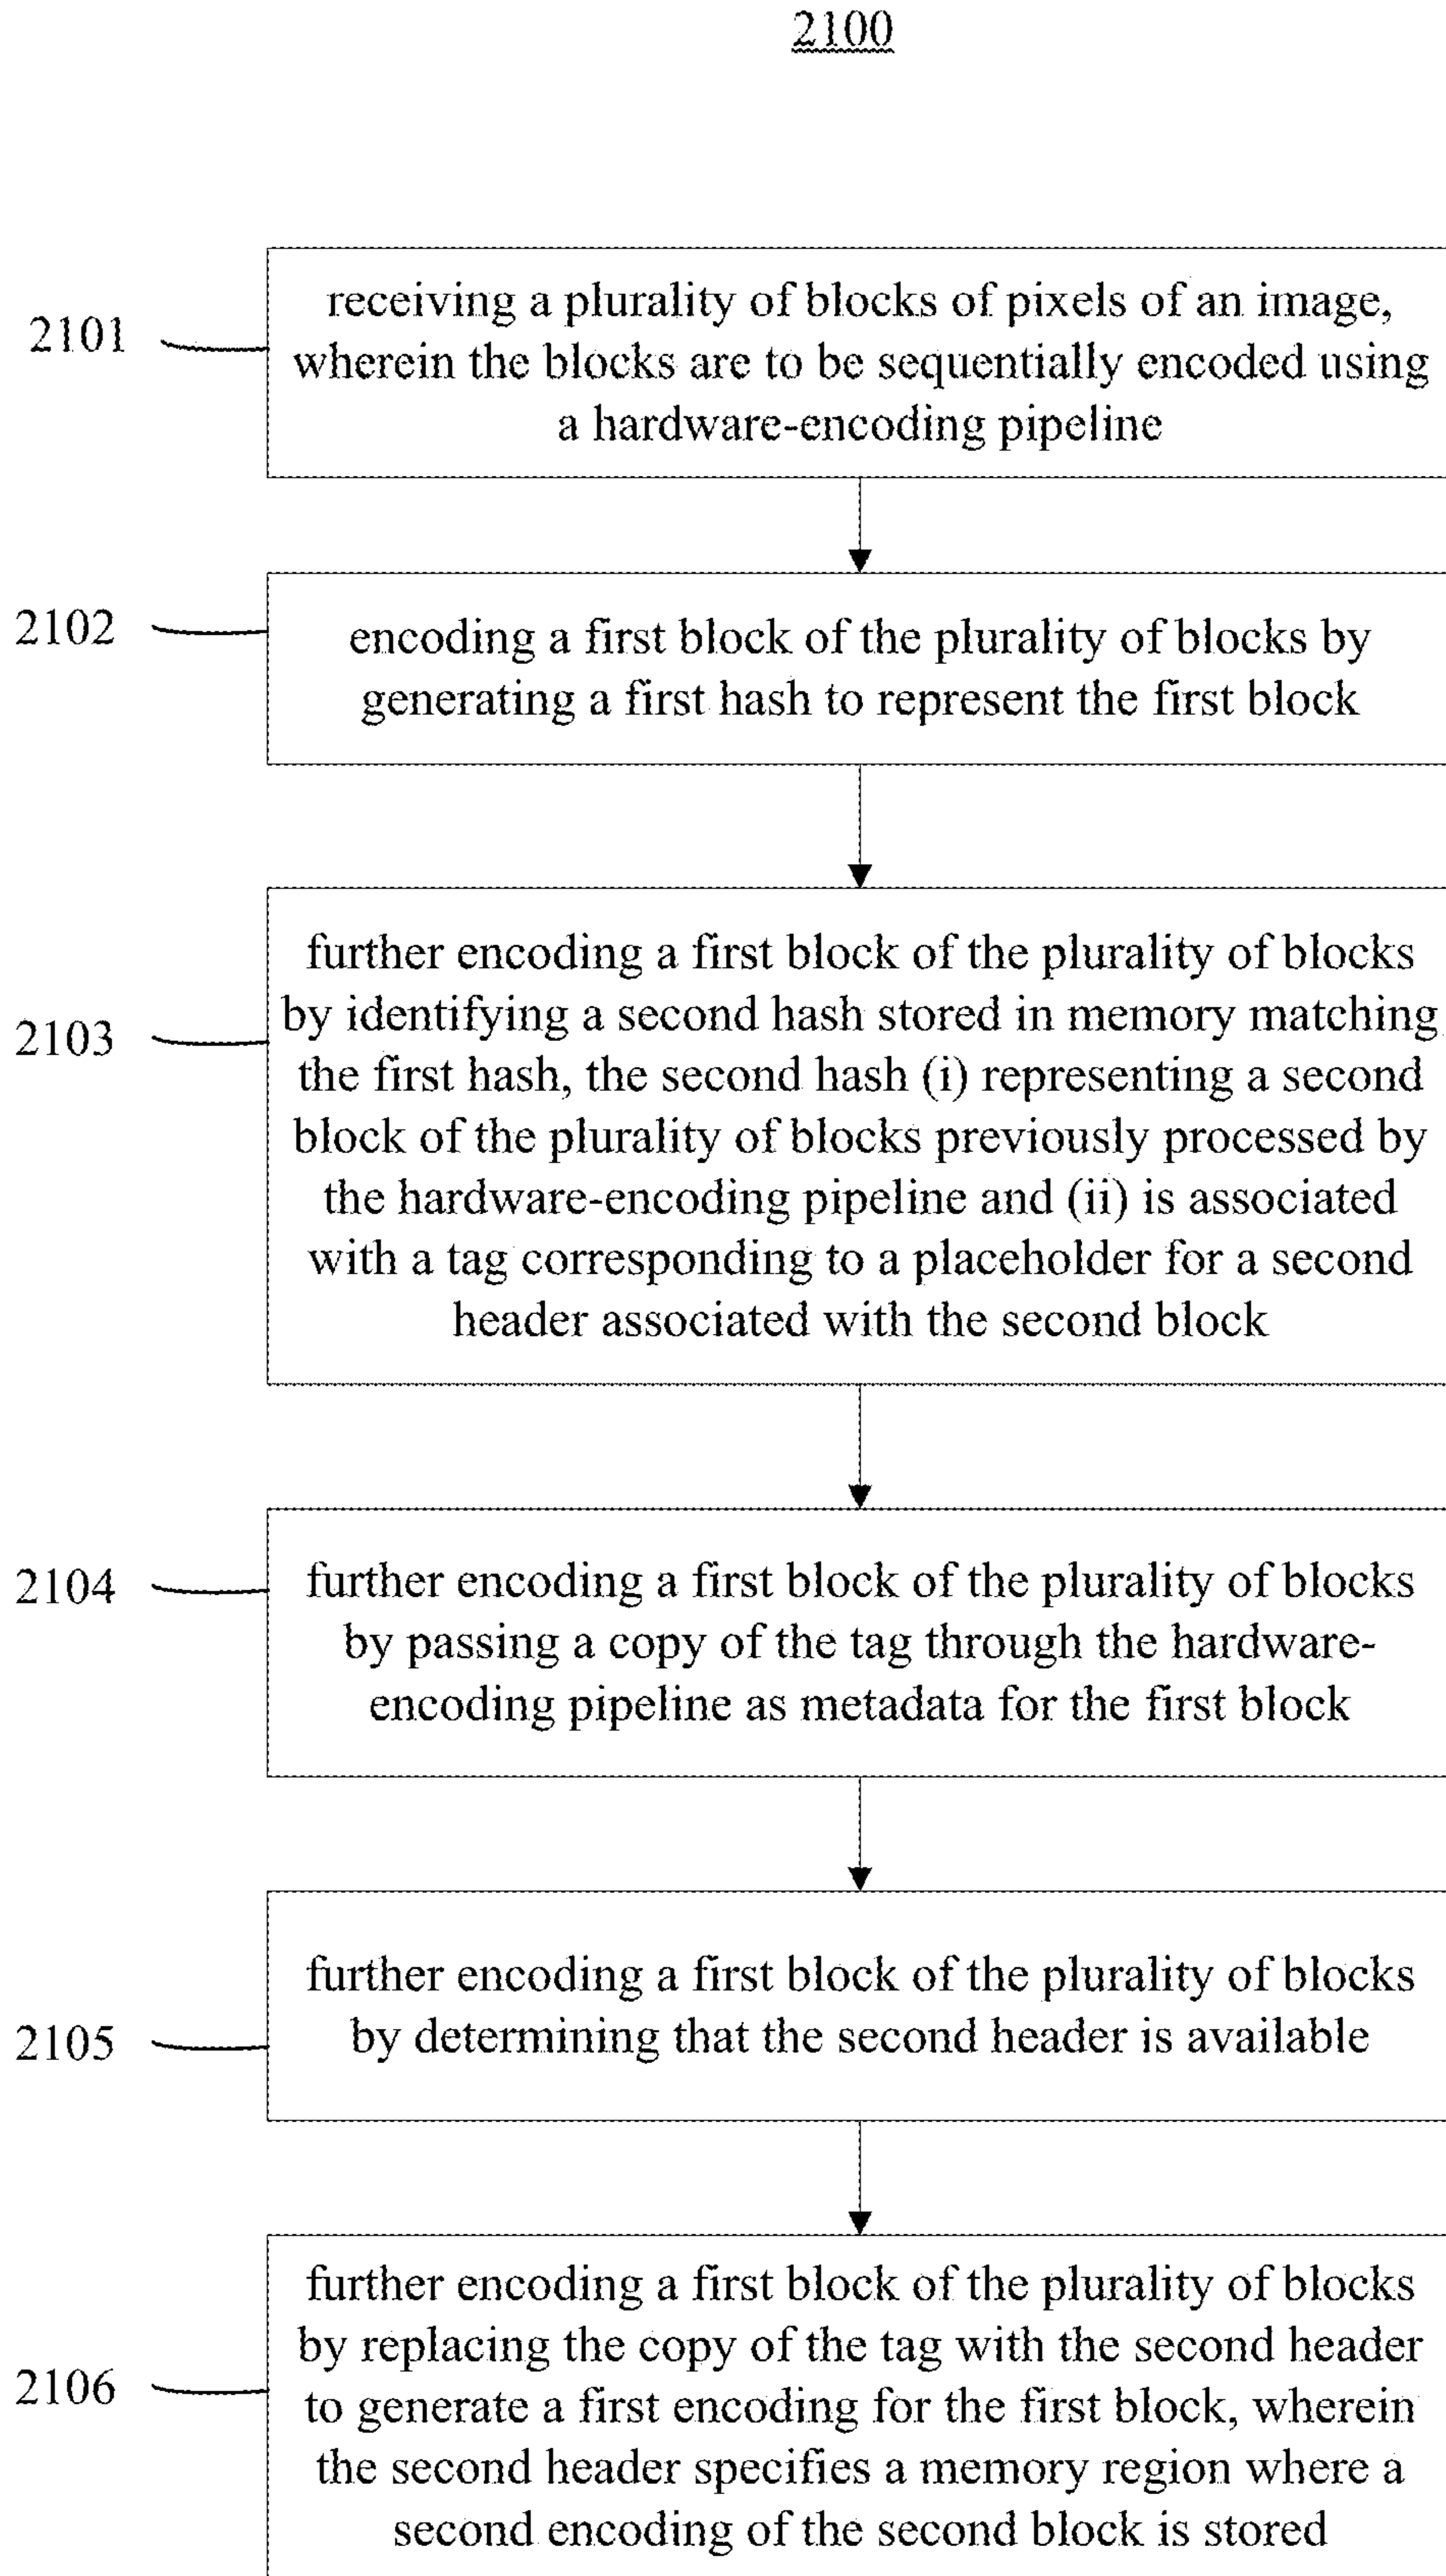 2100
2101
receiving a plurality of blocks of pixels of an image,
wherein the blocks are to be sequentially encoded using
a hardware-encoding pipeline
2102
encoding a first block of the plurality of blocks by
generating a first hash to represent the first block
2103
further encoding a first block of the plurality of blocks
by identifying a second hash stored in memory matching
the first hash, the second hash (i) representing a second
block of the plurality of blocks previously processed by
the hardware-encoding pipeline and (ii) is associated
with a tag corresponding to a placeholder for a second
header associated with the second block
2104
further encoding a first block of the plurality of blocks
by passing a copy of the tag through the hardware-
encoding pipeline as metadata for the first block
2105
further encoding a first block of the plurality of blocks
by determining that the second header is available
2106
further encoding a first block of the plurality of blocks
by replacing the copy of the tag with the second header
to generate a first encoding for the first block, wherein
the second header specifies a memory region where a
second encoding of the second block is stored